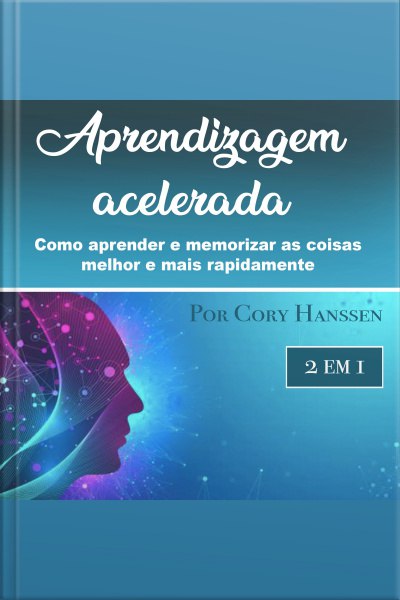 Aprendizagem
acelerada
Como aprender e memorizar as coisas
melhor e mais rapidamente
Por Cory Hanssen
2 em 1